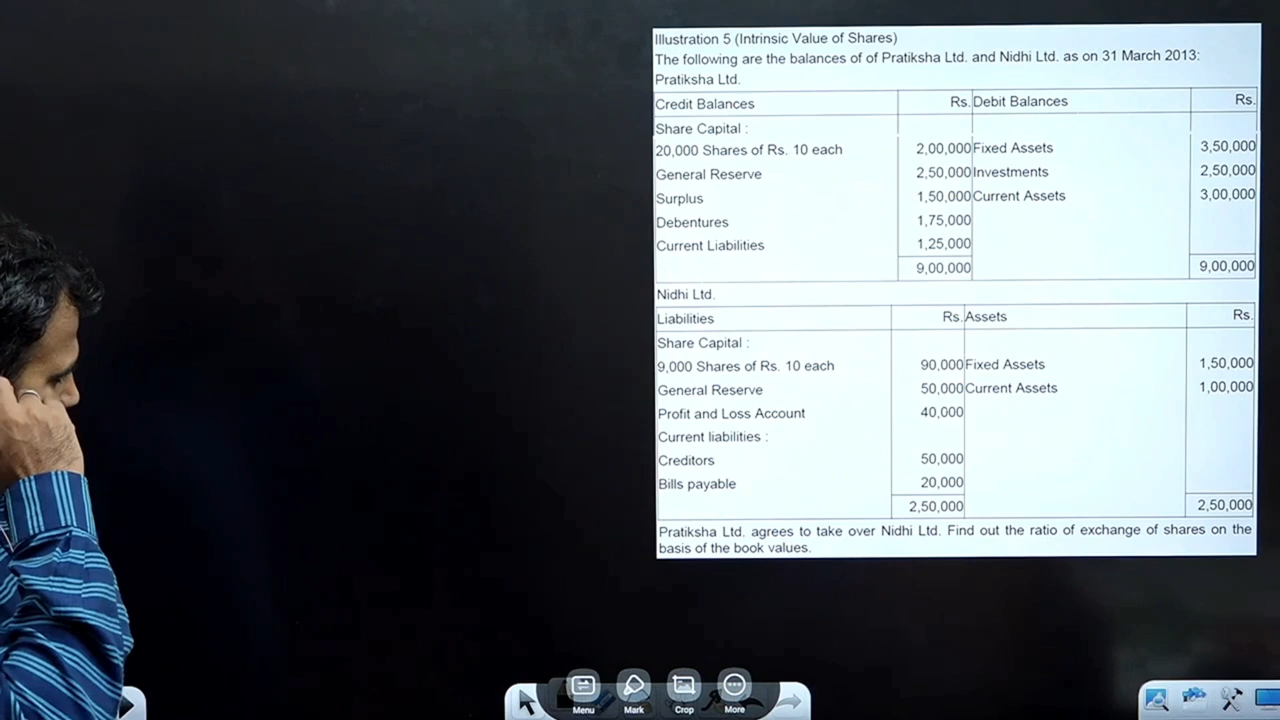 Illustration 5 (Intrinsic Value of Shares)
The following are the balances of of Pratiksha Ltd. and Nidhi Ltd. as on 31 March 2013:
Pratiksha Ltd.
Credit Balances Rs. Debit Balances Rs.
Share Capital :
20,000 Shares of Rs. 10 each 2,00,000 Fixed Assets 3,50,000
General Reserve 2,50,000 Investments 2,50,000
Surplus 1,50,000 Current Assets 3,00,000
Debentures 1,75,000
Current Liabilities 1,25,000
9,00,000 9,00,000
Nidhi Ltd.
Liabilities Rs. Assets Rs.
Share Capital :
9,000 Shares of Rs. 10 each 90,000 Fixed Assets 1,50,000
General Reserve 50,000 Current Assets 1,00,000
Profit and Loss Account 40,000
Current liabilities :
Creditors 50,000
Bills payable 20,000
2,50,000 2,50,000
Pratiksha Ltd. agrees to take over Nidhi Ltd. Find out the ratio of exchange of shares on the
basis of the book values.
Menu Mark Crop More